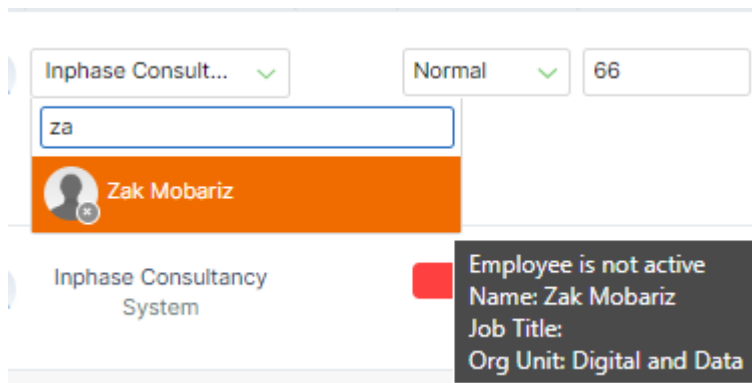 Inphase Consult...
Normal
66
za
Zak Mobariz
Inphase Consultancy
System
Employee is not active
Name: Zak Mobariz
Job Title:
Org Unit: Digital and Data